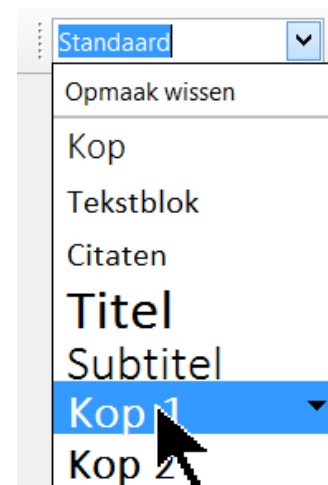 Standaard
Opmaak wissen
Kop
Tekstblok
Citaten
Titel
Subtitel
Kop 1
Kop 2